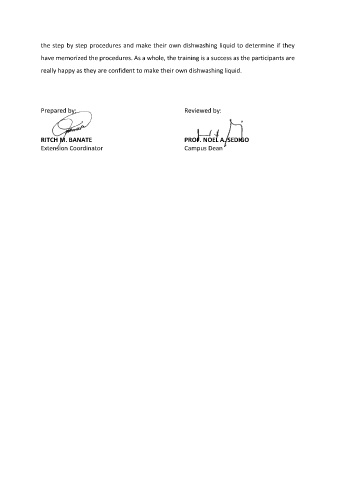 the step by step procedures and make their own dishwashing liquid to determine if they
have memorized the procedures. As a whole, the training is a success as the participants are
really happy as they are confident to make their own dishwashing liquid.
Prepared by:
Reviewed by:
RITCH M. BANATE
PROF. NOEL A. SEDIGO
Extension Coordinator
Campus Dean